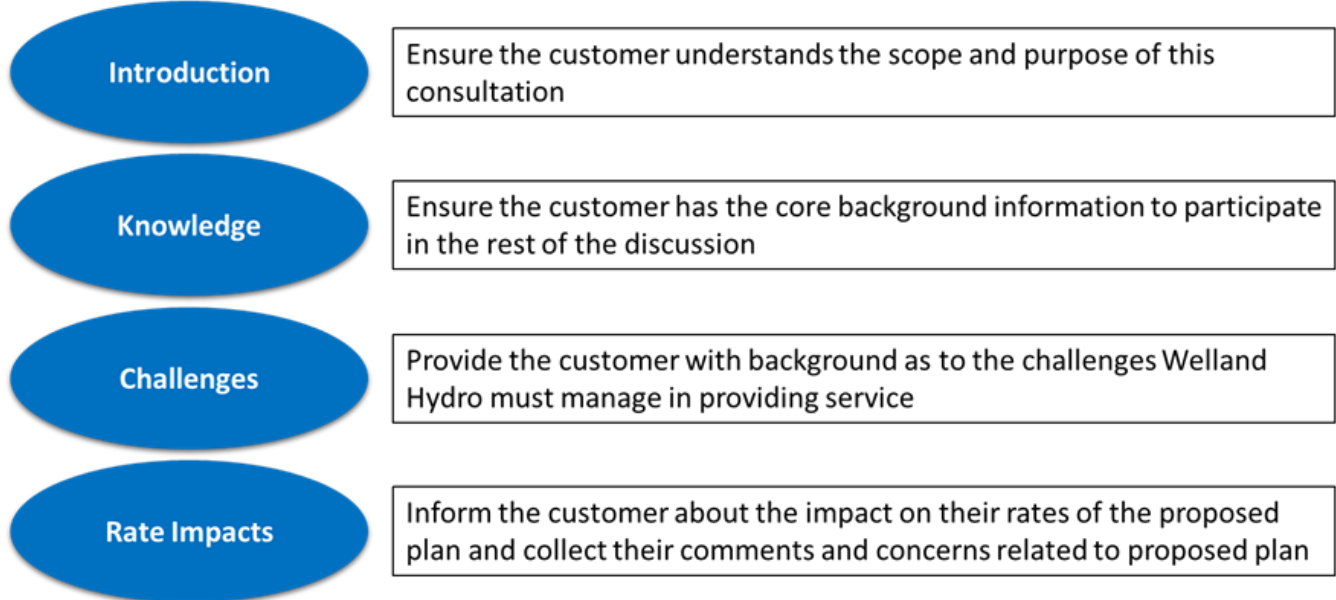 Introduction
Ensure the customer understands the scope and purpose of this
consultation
Knowledge
Ensure the customer has the core background information to participate
in the rest of the discussion
Challenges
Provide the customer with background as to the challenges Welland
Hydro must manage in providing service
Rate Impacts
Inform the customer about the impact on their rates of the proposed
plan and collect their comments and concerns related to proposed plan